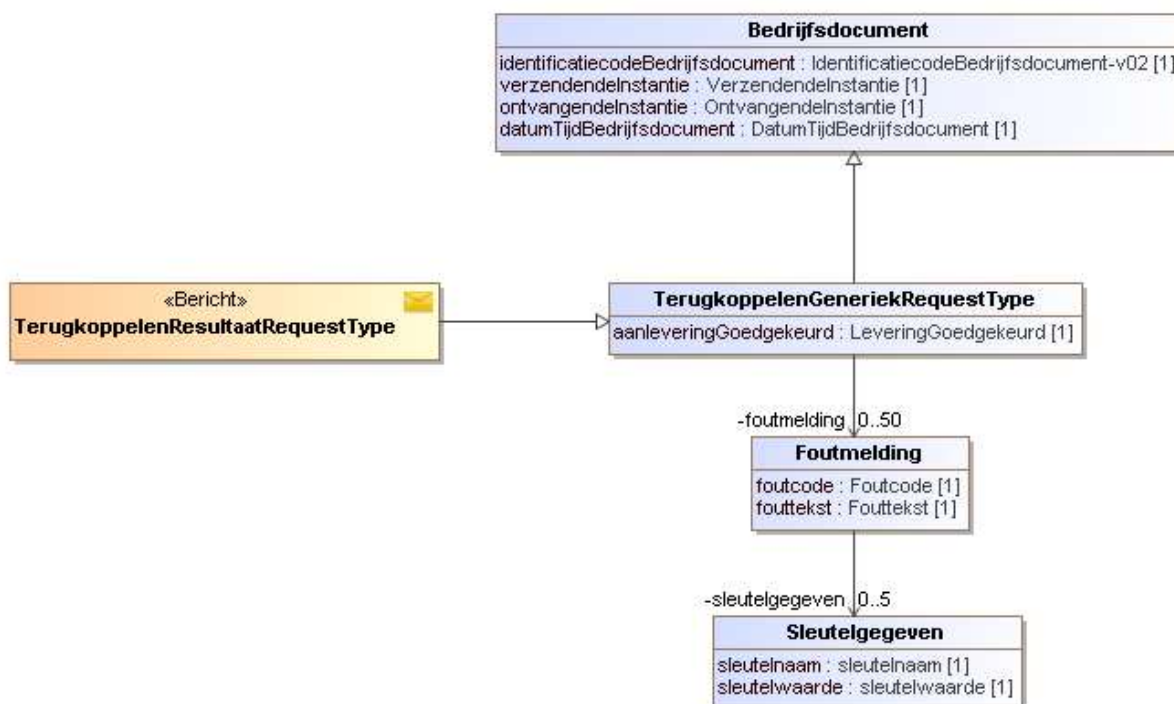 Bedrijfsdocument
identificatiecodeBedrijfsdocument : IdentificatiecodeBedrijfsdocument-v02 [1]
verzendendeInstantie : VerzendendeInstantie [1]
ontvangendeInstantie : OntvangendeInstantie [1]
datumTijdBedrijfsdocument : DatumTijdBedrijfsdocument [1]
«Bericht»
TerugkoppelenResultaatRequestType
TerugkoppelenGeneriekRequestType
aanleveringGoedgekeurd : LeveringGoedgekeurd [1]
-foutmelding 0..50
Foutmelding
foutcode : Foutcode [1]
fouttekst : Fouttekst [1]
-sleutelgegeven 0..5
Sleutelgegeven
sleutelnaam : sleutelnaam [1]
sleutelwaarde : sleutelwaarde [1]